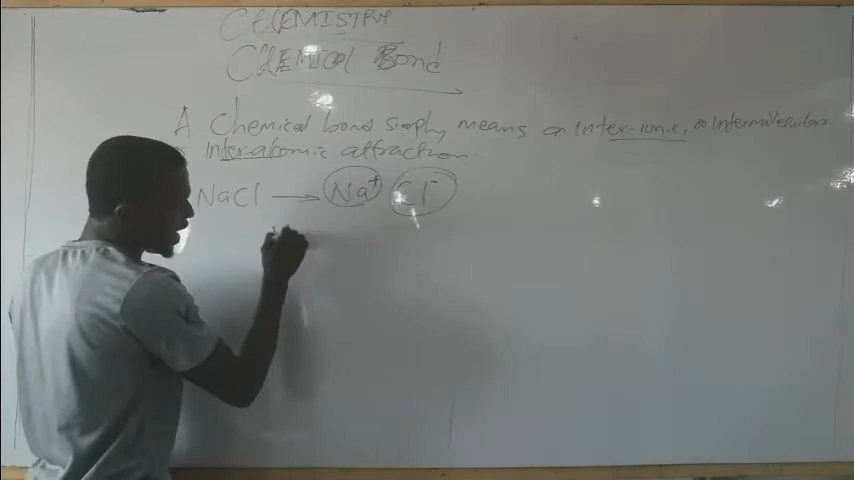 CHEMISTRY
CHEMICAL Bond
A Chemical bond simply means an inter-ionic, or intermolecular
or interatomic attraction.
NaCl → Na⁺ Cl⁻